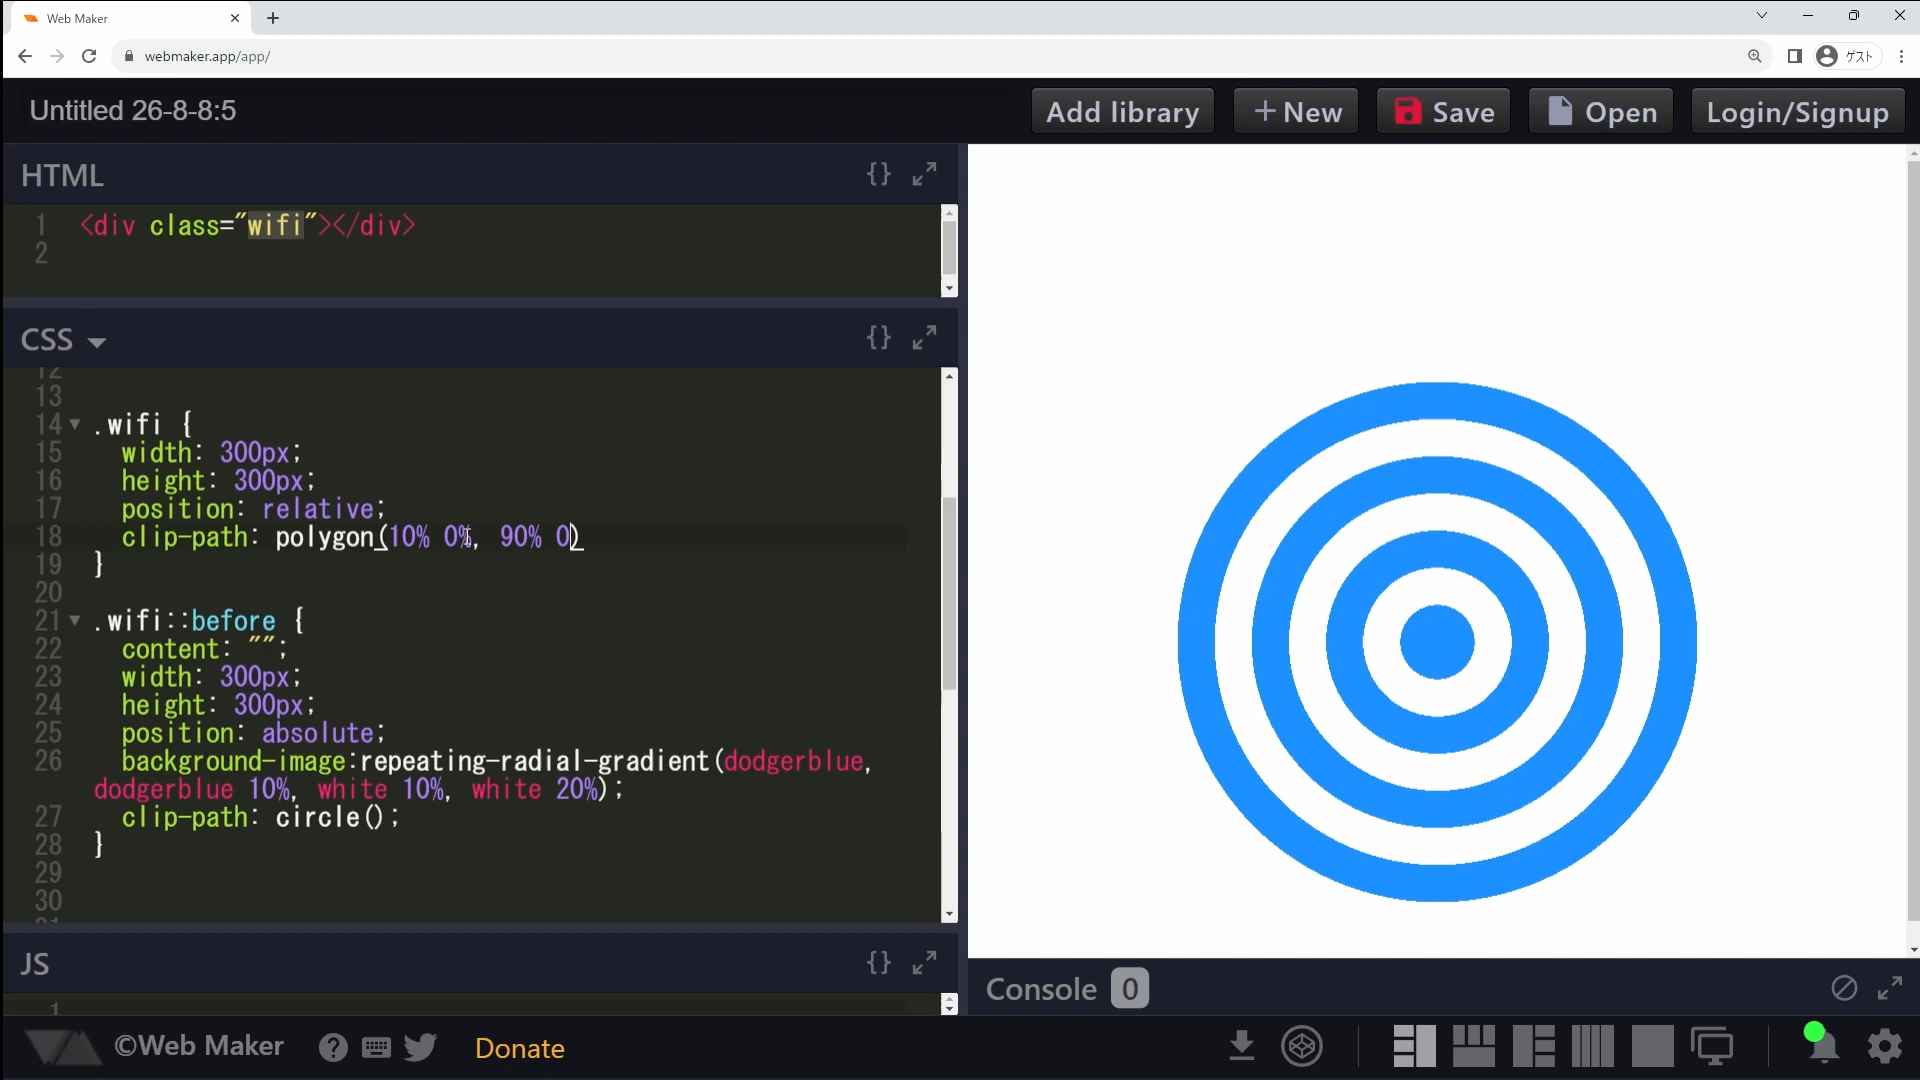 Web Maker
webmaker.app/app/
ゲスト
Untitled 26-8-8:5
Add library
+ New
Save
Open
Login/Signup
HTML
{}
1 <div class="wifi"></div>
2
CSS
{}
12
13
14 .wifi {
15 width: 300px;
16 height: 300px;
17 position: relative;
18 clip-path: polygon(10% 0%, 90% 0)
19 }
20
21 .wifi::before {
22 content: "";
23 width: 300px;
24 height: 300px;
25 position: absolute;
26 background-image:repeating-radial-gradient(dodgerblue,
dodgerblue 10%, white 10%, white 20%);
27 clip-path: circle();
28 }
29
30
31
JS
{}
1
Console 0
©Web Maker
?
Donate